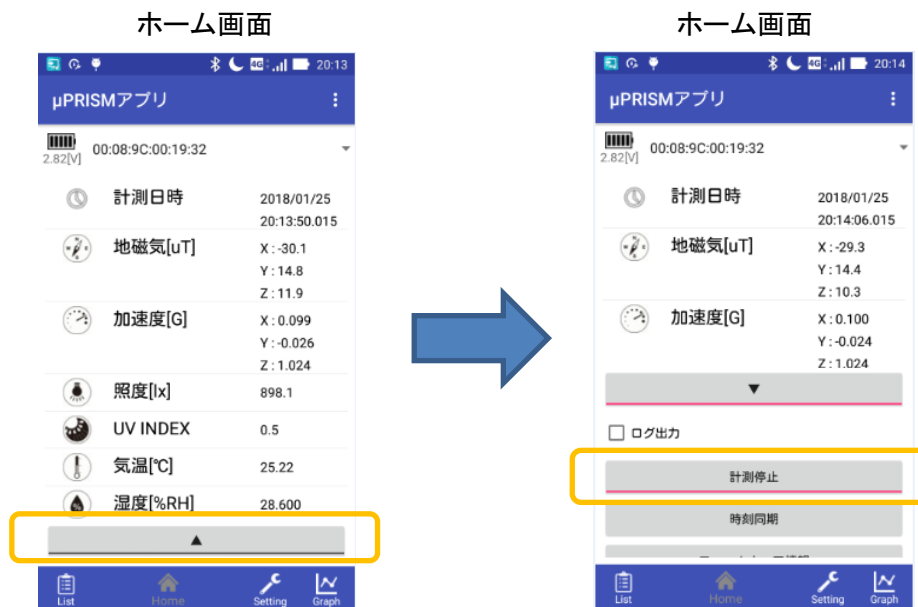 ホーム画面
20:13
μPRISMアプリ
2.82[V]
00:08:9C:00:19:32
計測日時
2018/01/25
20:13:50.015
地磁気[uT]
X : -30.1
Y : 14.8
Z : 11.9
加速度[G]
X : 0.099
Y : -0.026
Z : 1.024
照度[lx]
898.1
UV INDEX
0.5
気温[℃]
25.22
湿度[%RH]
28.600
▲
List
Home
Setting
Graph
ホーム画面
4G
20:14
μPRISMアプリ
2.82[V]
00:08:9C:00:19:32
計測日時
2018/01/25
20:14:06.015
地磁気[uT]
X : -29.3
Y : 14.4
Z : 10.3
加速度[G]
X : 0.100
Y : -0.024
Z : 1.024
▼
ログ出力
計測停止
時刻同期
List
Home
Setting
Graph